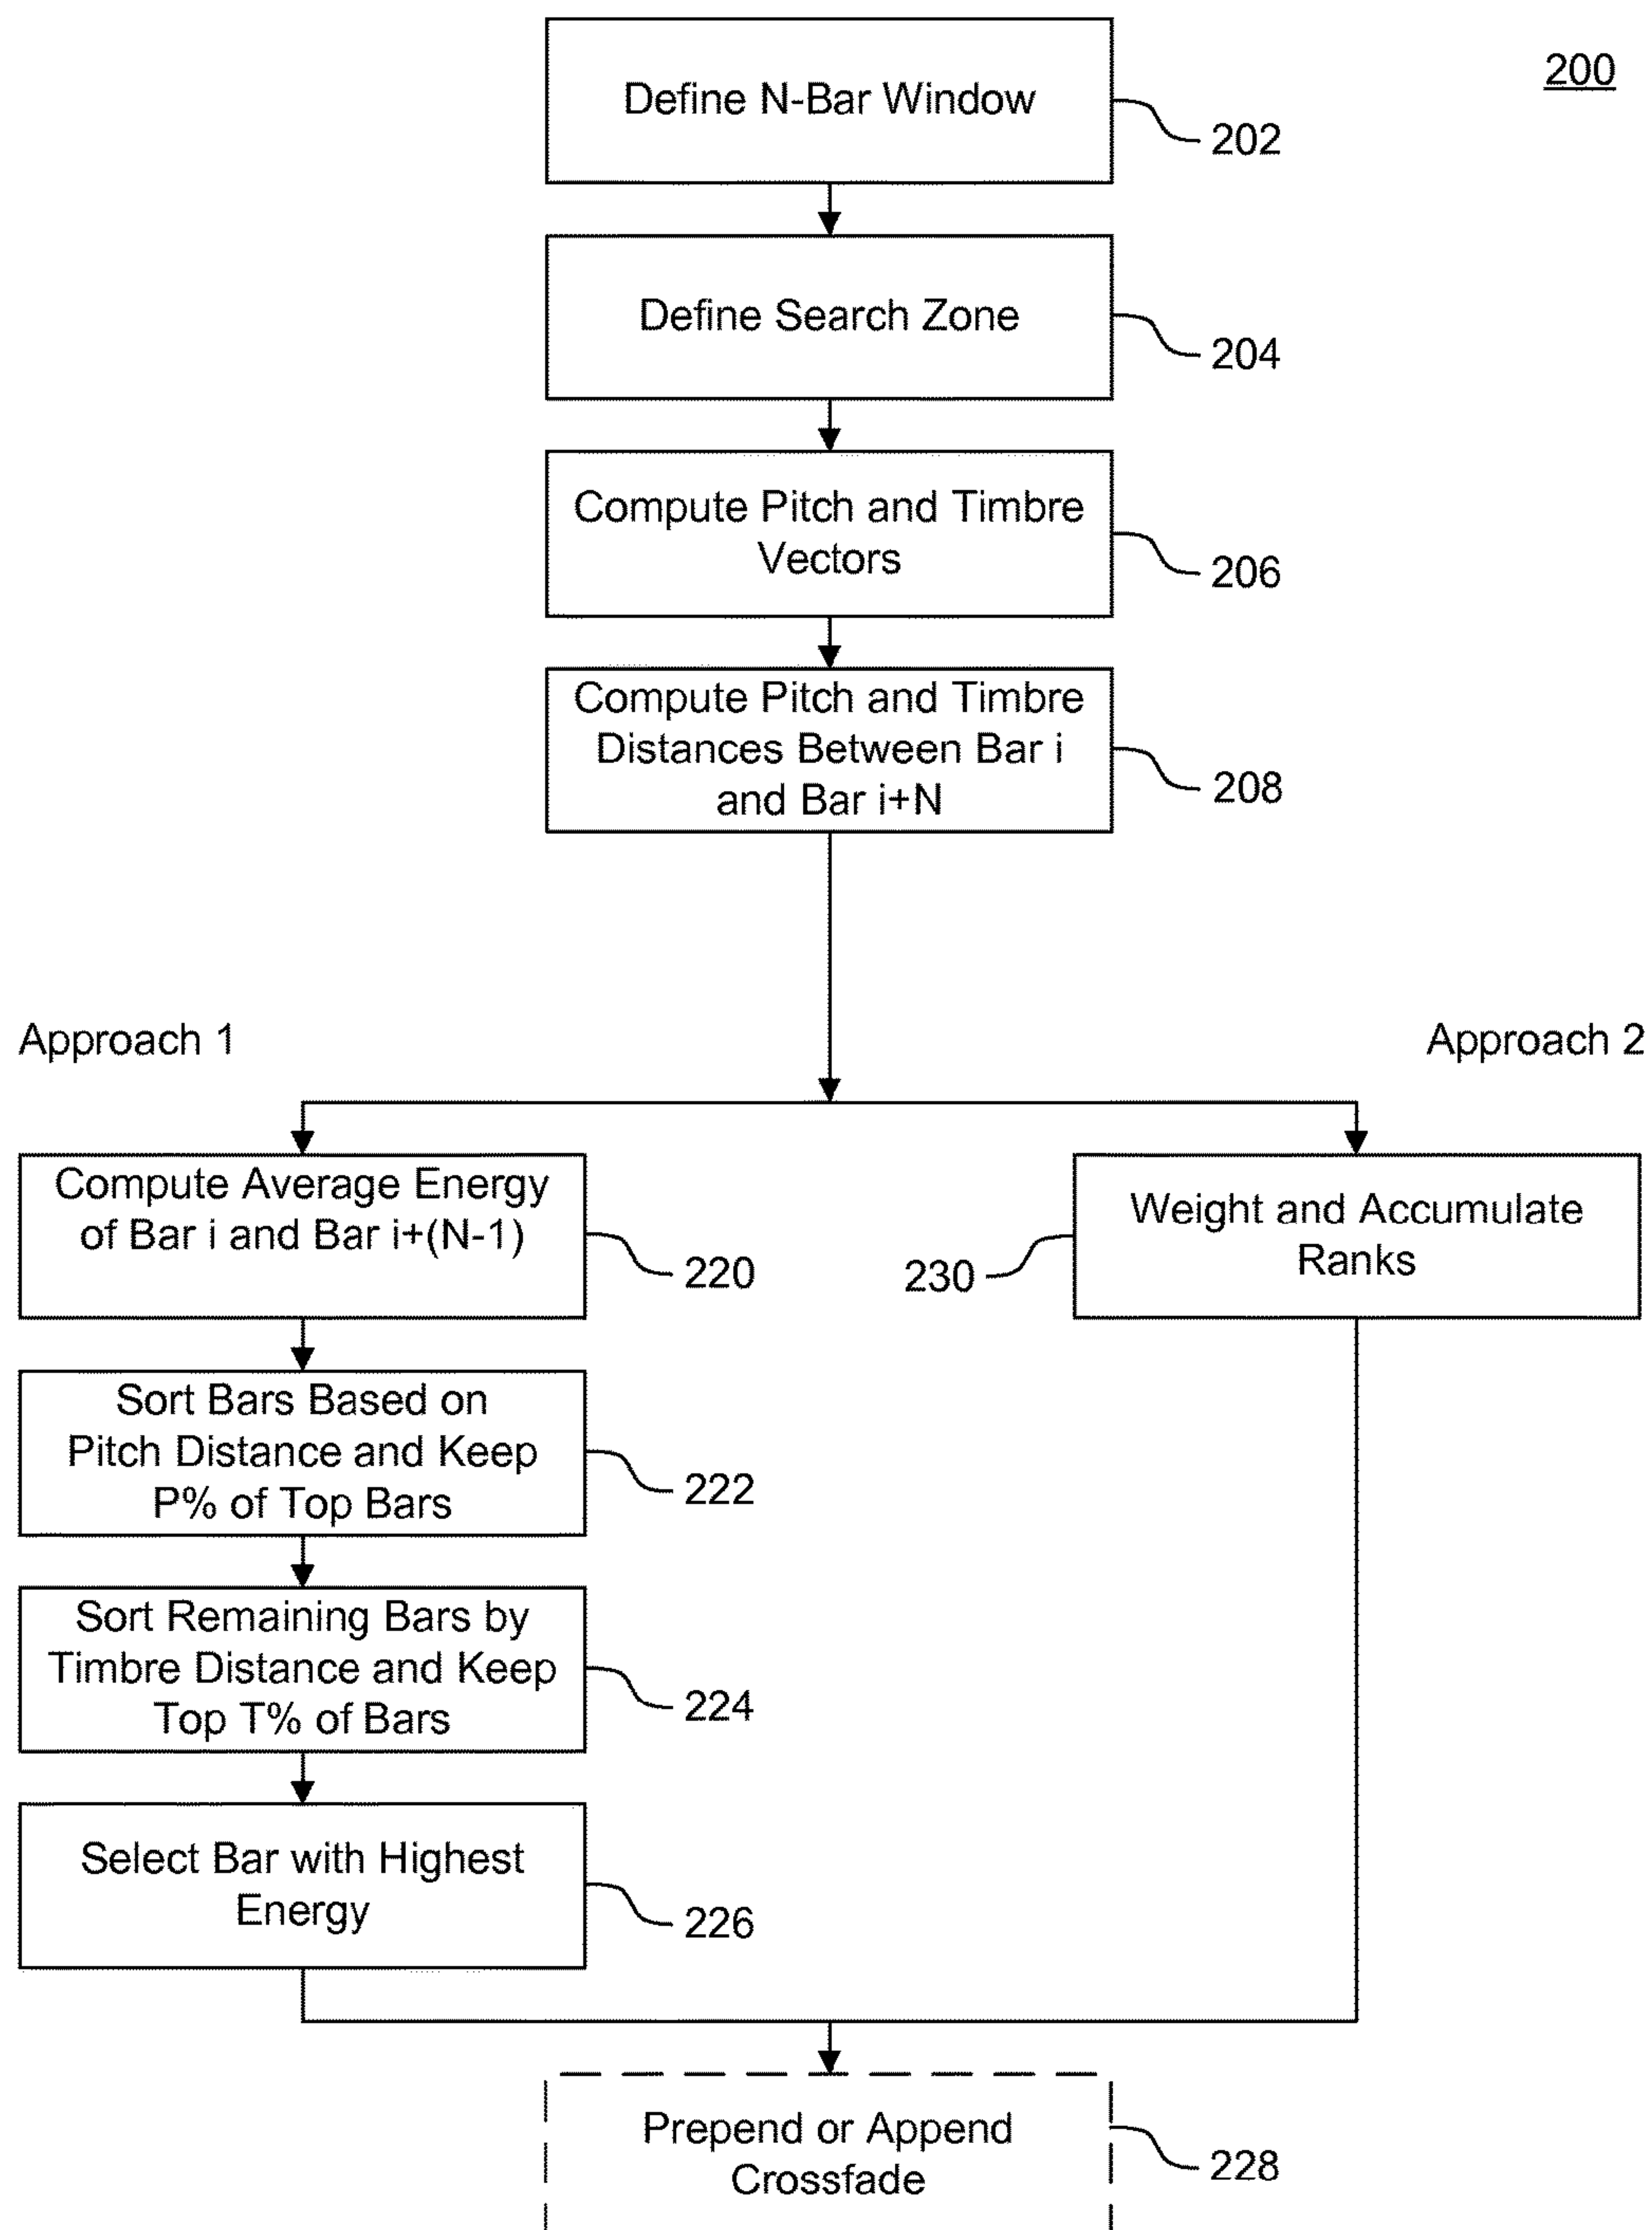 200
Define N-Bar Window
202
Define Search Zone
204
Compute Pitch and Timbre
Vectors
206
Compute Pitch and Timbre
Distances Between Bar i
and Bar i+N
208
Approach 1
Approach 2
Compute Average Energy
of Bar i and Bar i+(N-1)
220
Weight and Accumulate
Ranks
230
Sort Bars Based on
Pitch Distance and Keep
P% of Top Bars
222
Sort Remaining Bars by
Timbre Distance and Keep
Top T% of Bars
224
Select Bar with Highest
Energy
226
Prepend or Append
Crossfade
228